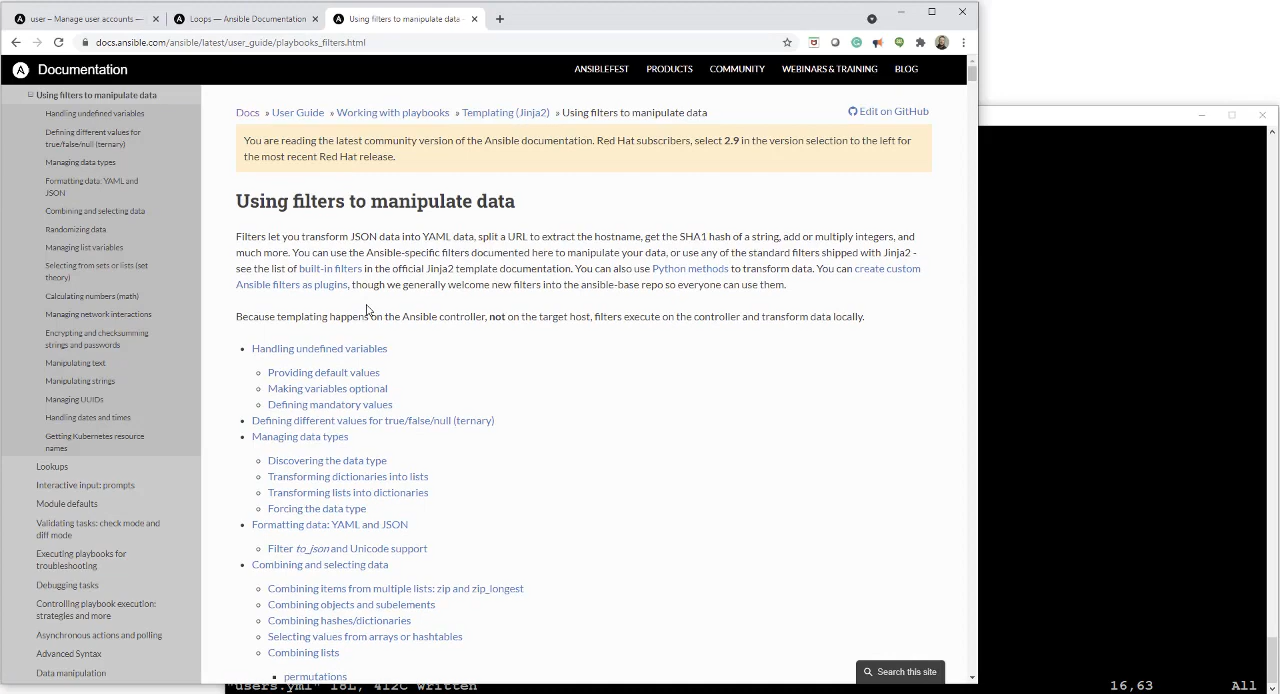 user – Manage user accounts —
Loops — Ansible Documentation
Using filters to manipulate data
docs.ansible.com/ansible/latest/user_guide/playbooks_filters.html
Documentation
ANSIBLEFEST
PRODUCTS
COMMUNITY
WEBINARS & TRAINING
BLOG
Using filters to manipulate data
Handling undefined variables
Defining different values for
true/false/null (ternary)
Managing data types
Formatting data: YAML and
JSON
Combining and selecting data
Randomizing data
Managing list variables
Selecting from sets or lists (set
theory)
Calculating numbers (math)
Managing network interactions
Encrypting and checksumming
strings and passwords
Manipulating text
Manipulating strings
Managing UUIDs
Handling dates and times
Getting Kubernetes resource
names
Lookups
Interactive input: prompts
Module defaults
Validating tasks: check mode and
diff mode
Executing playbooks for
troubleshooting
Debugging tasks
Controlling playbook execution:
strategies and more
Asynchronous actions and polling
Advanced Syntax
Data manipulation
Docs » User Guide » Working with playbooks » Templating (Jinja2) » Using filters to manipulate data
Edit on GitHub
You are reading the latest community version of the Ansible documentation. Red Hat subscribers, select 2.9 in the version selection to the left for
the most recent Red Hat release.
Using filters to manipulate data
Filters let you transform JSON data into YAML data, split a URL to extract the hostname, get the SHA1 hash of a string, add or multiply integers, and
much more. You can use the Ansible-specific filters documented here to manipulate your data, or use any of the standard filters shipped with Jinja2 -
see the list of built-in filters in the official Jinja2 template documentation. You can also use Python methods to transform data. You can create custom
Ansible filters as plugins, though we generally welcome new filters into the ansible-base repo so everyone can use them.
Because templating happens on the Ansible controller, not on the target host, filters execute on the controller and transform data locally.
Handling undefined variables
Providing default values
Making variables optional
Defining mandatory values
Defining different values for true/false/null (ternary)
Managing data types
Discovering the data type
Transforming dictionaries into lists
Transforming lists into dictionaries
Forcing the data type
Formatting data: YAML and JSON
Filter to_json and Unicode support
Combining and selecting data
Combining items from multiple lists: zip and zip_longest
Combining objects and subelements
Combining hashes/dictionaries
Selecting values from arrays or hashtables
Combining lists
permutations
Search this site
"users.yml" 18L, 412C written
16,63
All